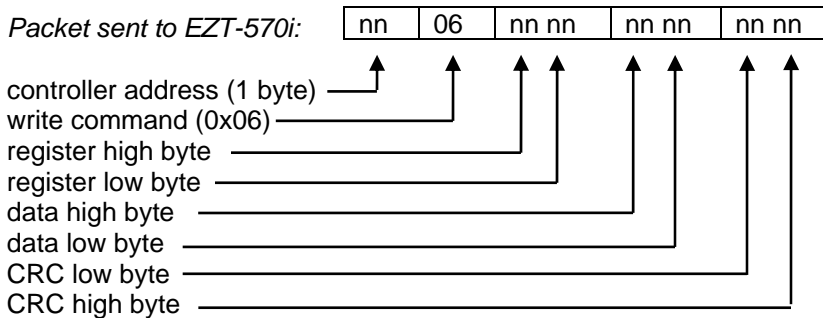 Packet sent to EZT-570i: nn 06 nn nn nn nn nn nn
controller address (1 byte)
write command (0x06)
register high byte
register low byte
data high byte
data low byte
CRC low byte
CRC high byte